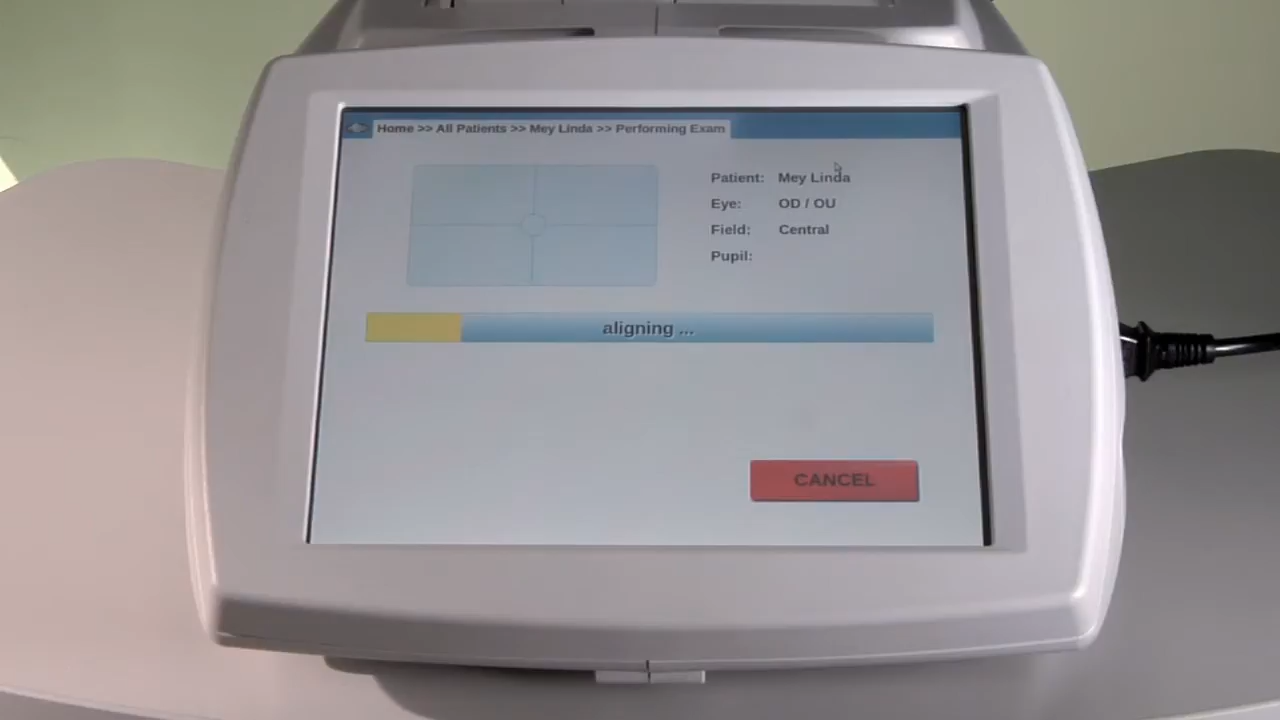 Home >> All Patients >> Mey Linda >> Performing Exam
Patient: Mey Linda
Eye: OD / OU
Field: Central
Pupil:
aligning ...
CANCEL